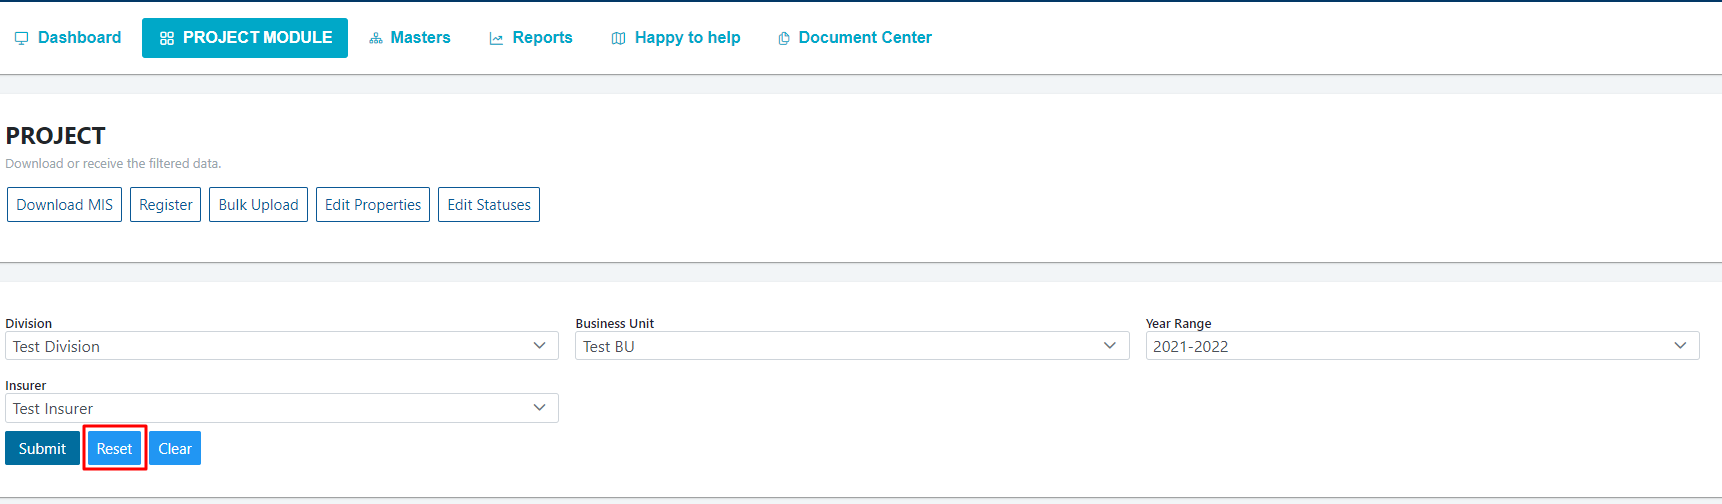 Dashboard PROJECT MODULE Masters Reports Happy to help Document Center
PROJECT
Download or receive the filtered data.
Download MIS Register Bulk Upload Edit Properties Edit Statuses
Division Business Unit Year Range
Test Division Test BU 2021-2022
Insurer
Test Insurer
Submit Reset Clear